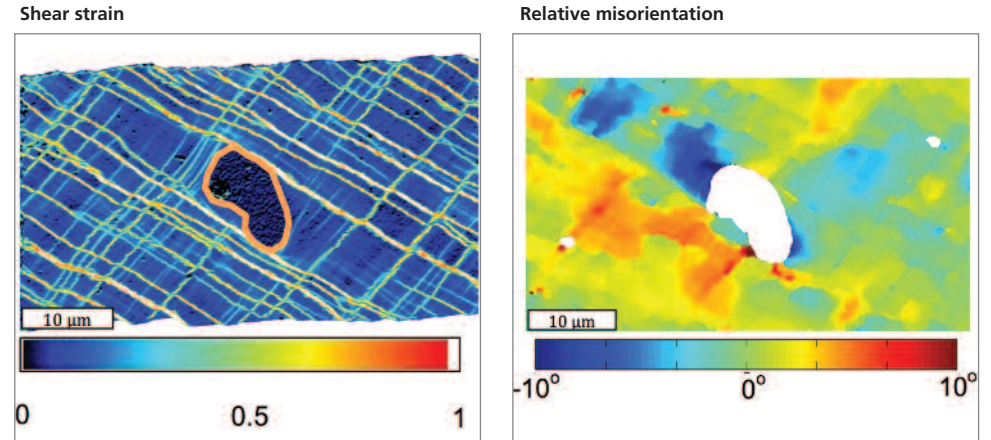 Shear strain
Relative misorientation
10 μm
10 μm
0
0.5
1
-10°
0°
10°